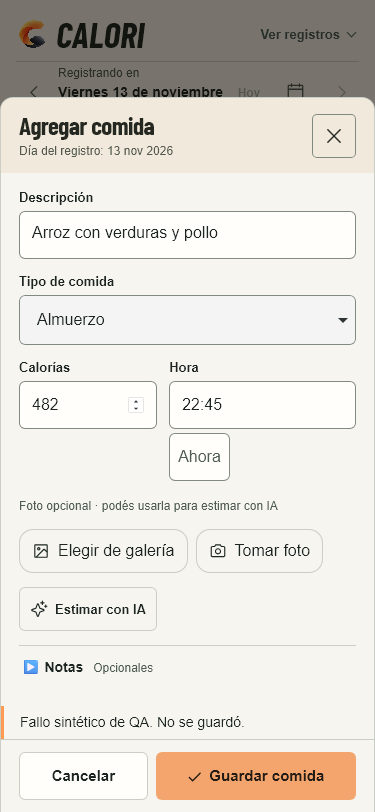 CALORI
Ver registros
Registrando en
Viernes 13 de noviembre Hoy
Agregar comida
Día del registro: 13 nov 2026
Descripción
Arroz con verduras y pollo
Tipo de comida
Almuerzo
Calorías
Hora
482
22:45
Ahora
Foto opcional · podés usarla para estimar con IA
Elegir de galería
Tomar foto
Estimar con IA
Notas Opcionales
Fallo sintético de QA. No se guardó.
Cancelar
Guardar comida